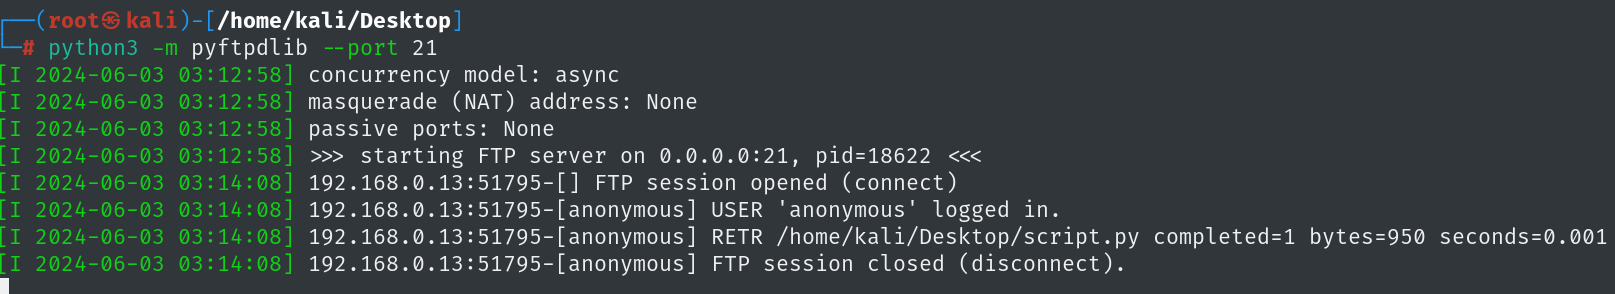 ┌──(root㉿kali)-[/home/kali/Desktop]
└─# python3 -m pyftpdlib --port 21
[I 2024-06-03 03:12:58] concurrency model: async
[I 2024-06-03 03:12:58] masquerade (NAT) address: None
[I 2024-06-03 03:12:58] passive ports: None
[I 2024-06-03 03:12:58] >>> starting FTP server on 0.0.0.0:21, pid=18622 <<<
[I 2024-06-03 03:14:08] 192.168.0.13:51795-[] FTP session opened (connect)
[I 2024-06-03 03:14:08] 192.168.0.13:51795-[anonymous] USER 'anonymous' logged in.
[I 2024-06-03 03:14:08] 192.168.0.13:51795-[anonymous] RETR /home/kali/Desktop/script.py completed=1 bytes=950 seconds=0.001
[I 2024-06-03 03:14:08] 192.168.0.13:51795-[anonymous] FTP session closed (disconnect).